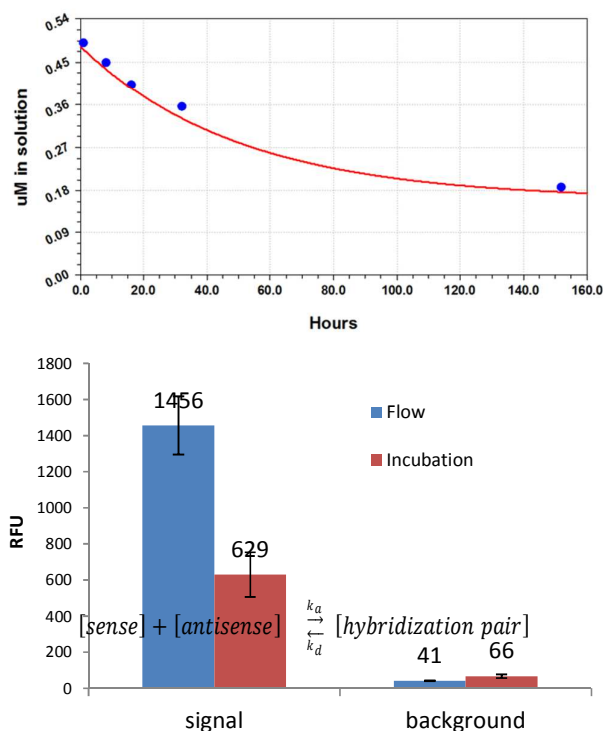 0.54
0.45
0.36
0.27
0.18
0.09
0.00
uM in solution
0.0 20.0 40.0 60.0 80.0 100.0 120.0 140.0 160.0
Hours
1800
1600
1400
1200
1000
800
600
400
200
0
RFU
1456
629
Flow
Incubation
[sense] + [antisense] k_a → ← k_d [hybridization pair]
41 66
signal background